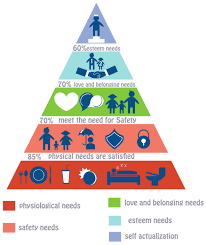 60%esteem needs
70% love and belonging needs
70% meet the need for Safety
85% physical needs are satisfied
physiological needs
safety needs
love and belonging needs
esteem needs
self actualization